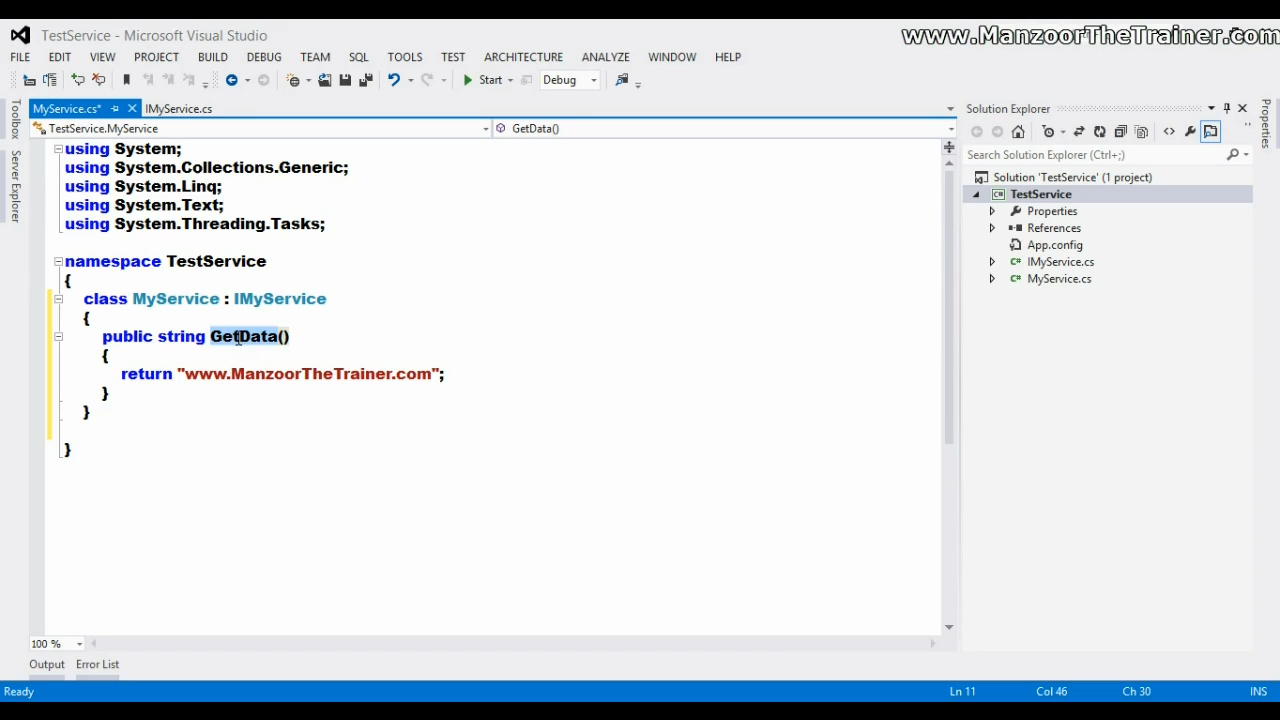 TestService - Microsoft Visual Studio
www.ManzoorTheTrainer.com
FILE EDIT VIEW PROJECT BUILD DEBUG TEAM SQL TOOLS TEST ARCHITECTURE ANALYZE WINDOW HELP
Start Debug
Toolbox
Server Explorer
MyService.cs* IMyService.cs
TestService.MyService GetData()
using System;
using System.Collections.Generic;
using System.Linq;
using System.Text;
using System.Threading.Tasks;
namespace TestService
{
class MyService : IMyService
{
public string GetData()
{
return "www.ManzoorTheTrainer.com";
}
}
}
100 %
Output Error List
Solution Explorer
Search Solution Explorer (Ctrl+;)
Solution 'TestService' (1 project)
TestService
Properties
References
App.config
IMyService.cs
MyService.cs
Properties
Ready Ln 11 Col 46 Ch 30 INS